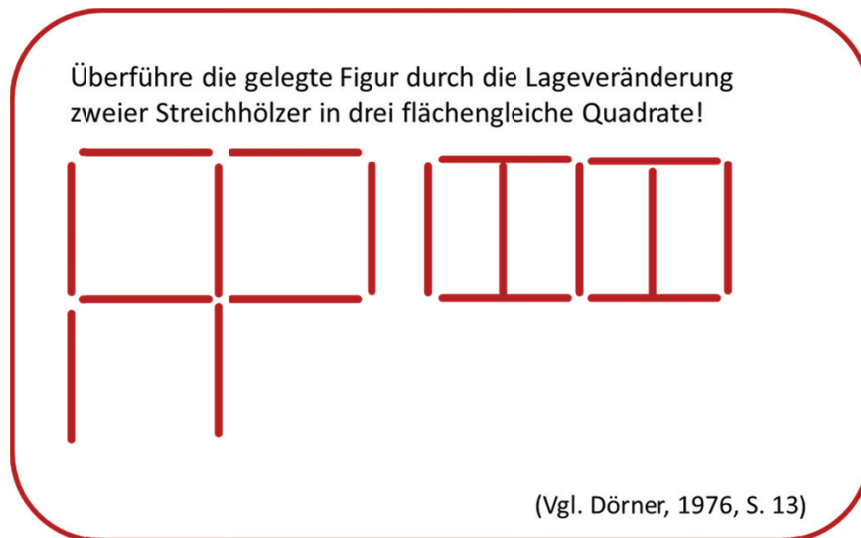 Überführe die gelegte Figur durch die Lageveränderung
zweier Streichhölzer in drei flächengleiche Quadrate!
(Vgl. Dörner, 1976, S. 13)